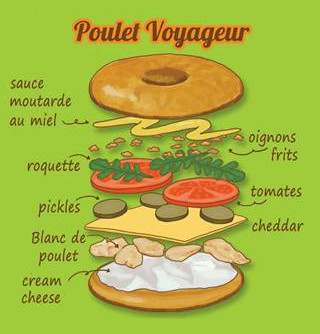 Poulet Voyageur
sauce
moutarde
au miel
oignons
frits
roquette
tomates
pickles
cheddar
Blanc de
poulet
cream
cheese